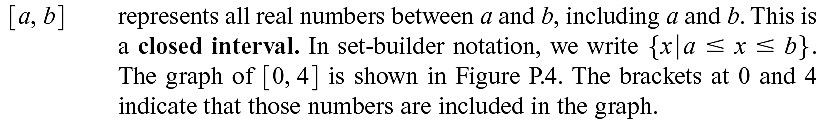 [a, b] represents all real numbers between a and b, including a and b. This is
a closed interval. In set-builder notation, we write {x|a ≤ x ≤ b}.
The graph of [0, 4] is shown in Figure P.4. The brackets at 0 and 4
indicate that those numbers are included in the graph.